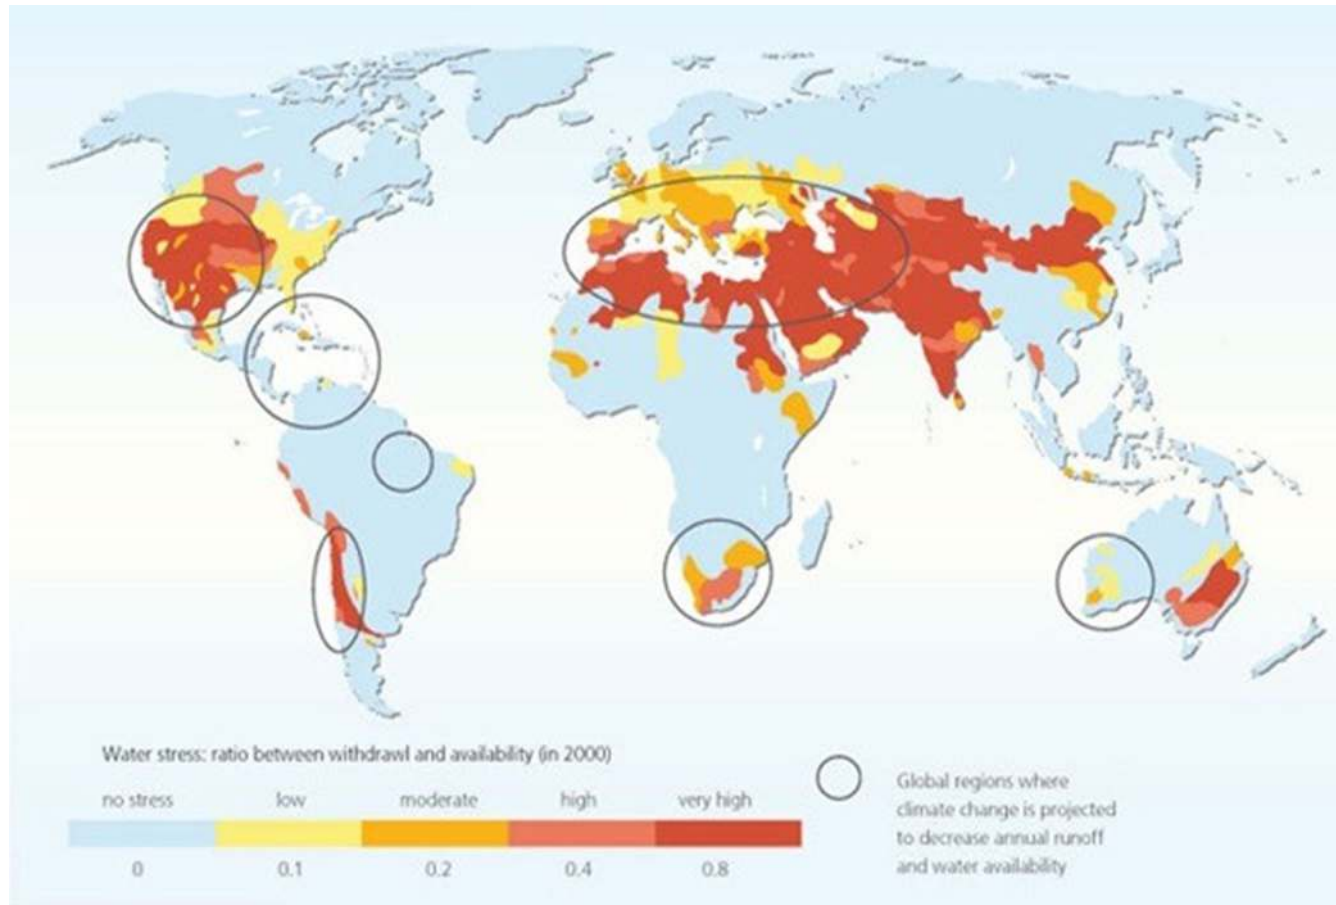 Water stress: ratio between withdrawl and availability (in 2000)
no stress low moderate high very high
0 0.1 0.2 0.4 0.8
Global regions where
climate change is projected
to decrease annual runoff
and water availability